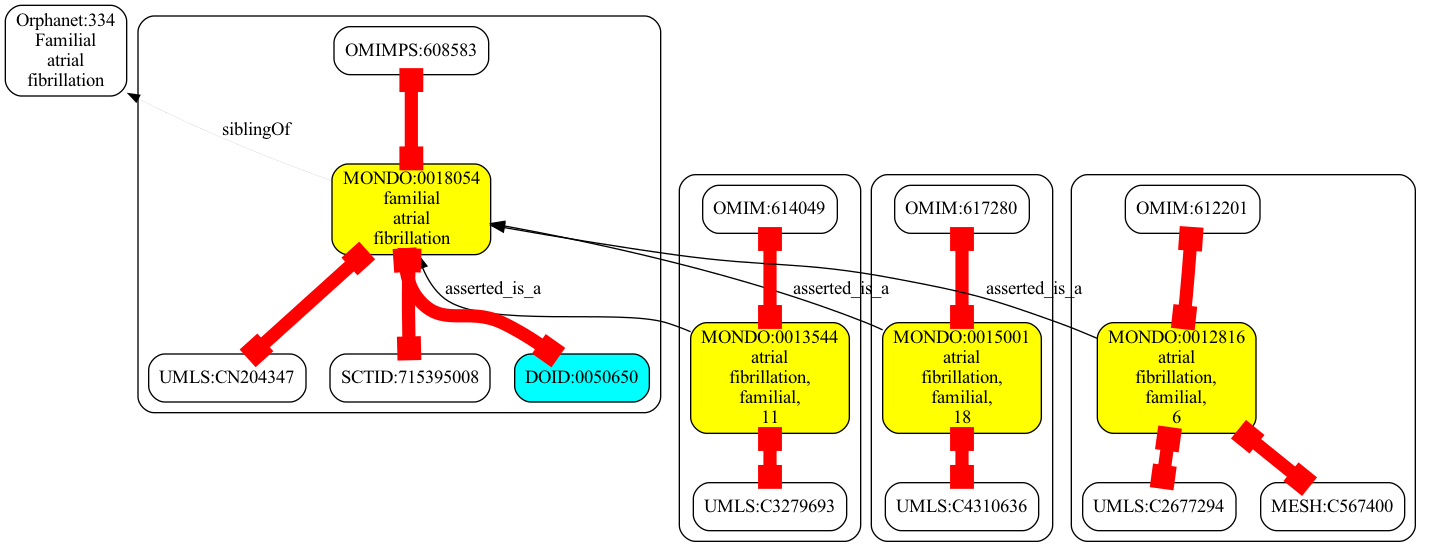 Orphanet:334
Familial
atrial
fibrillation
OMIMPS:608583
siblingOf
MONDO:0018054
familial
atrial
fibrillation
UMLS:CN204347
SCTID:715395008
DOID:0050650
asserted_is_a
asserted_is_a
asserted_is_a
OMIM:614049
MONDO:0013544
atrial
fibrillation,
familial,
11
UMLS:C3279693
OMIM:617280
MONDO:0015001
atrial
fibrillation,
familial,
18
UMLS:C4310636
OMIM:612201
MONDO:0012816
atrial
fibrillation,
familial,
6
UMLS:C2677294
MESH:C567400